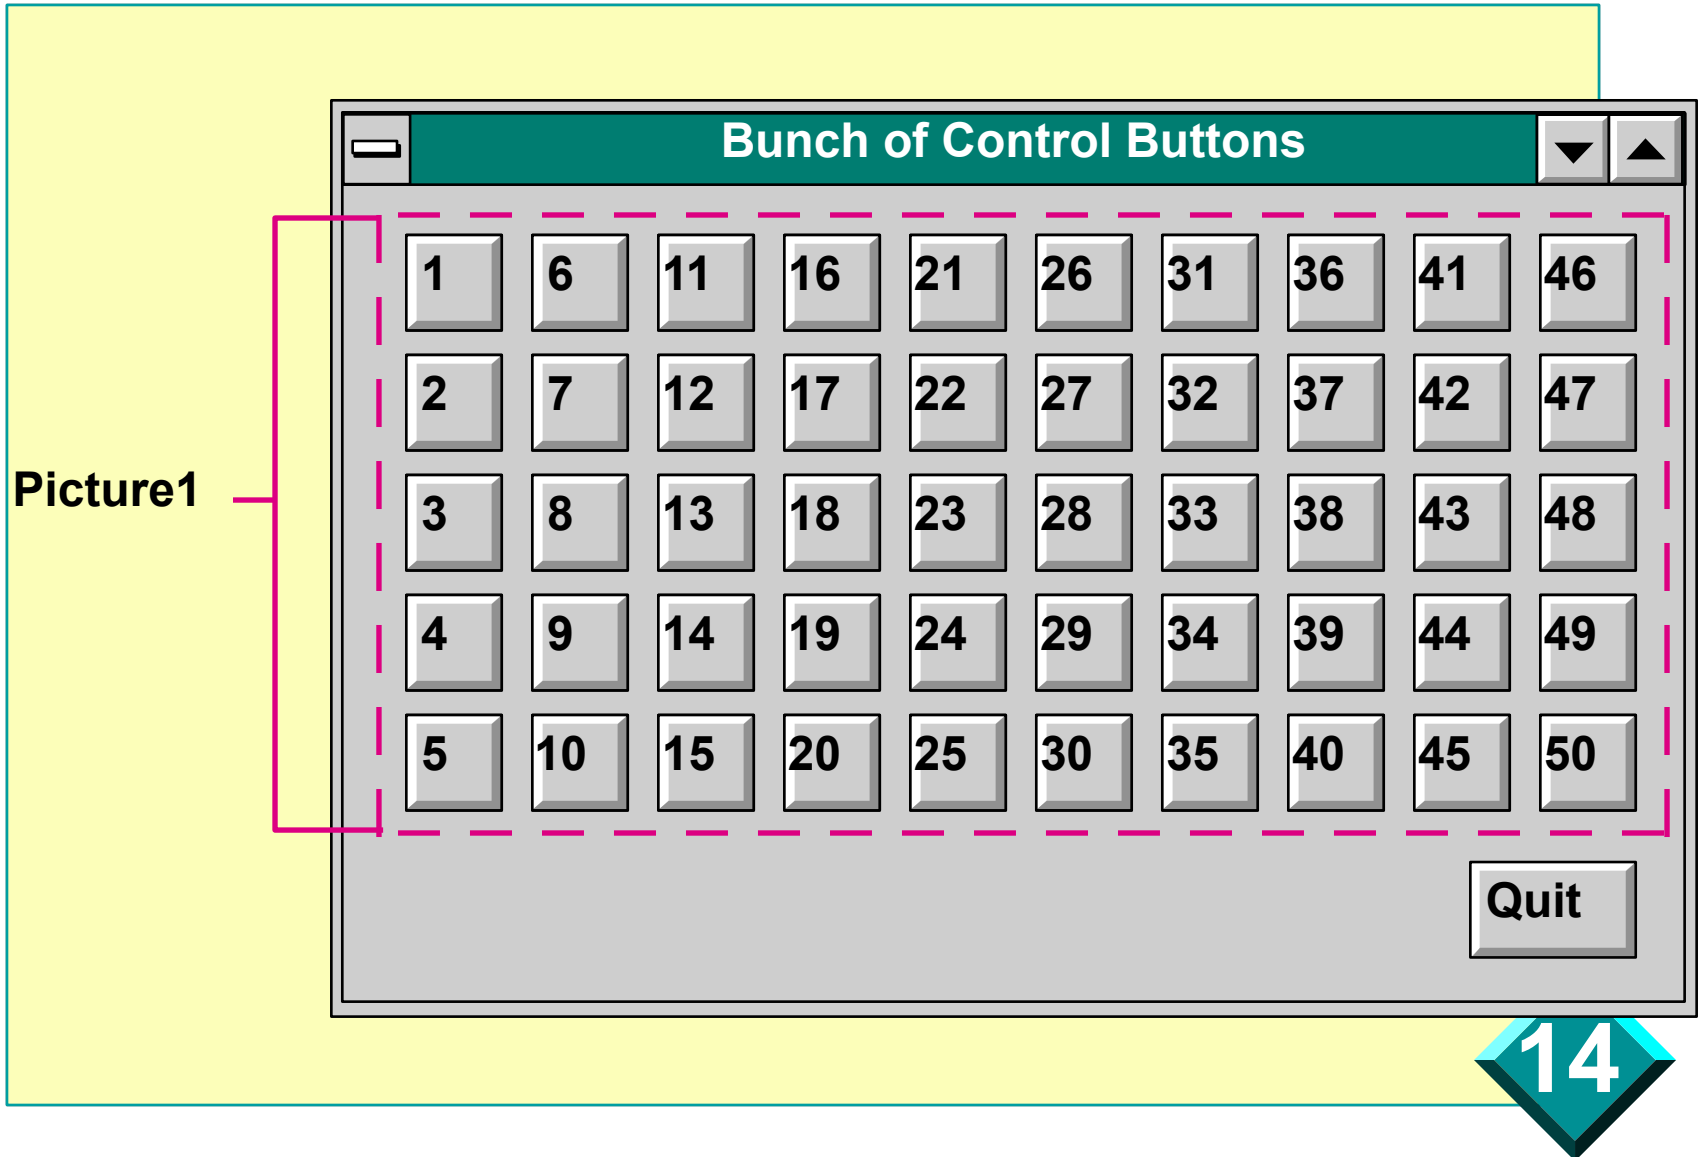 Bunch of Control Buttons
1 6 11 16 21 26 31 36 41 46
2 7 12 17 22 27 32 37 42 47
Picture1
3 8 13 18 23 28 33 38 43 48
4 9 14 19 24 29 34 39 44 49
5 10 15 20 25 30 35 40 45 50
Quit
14